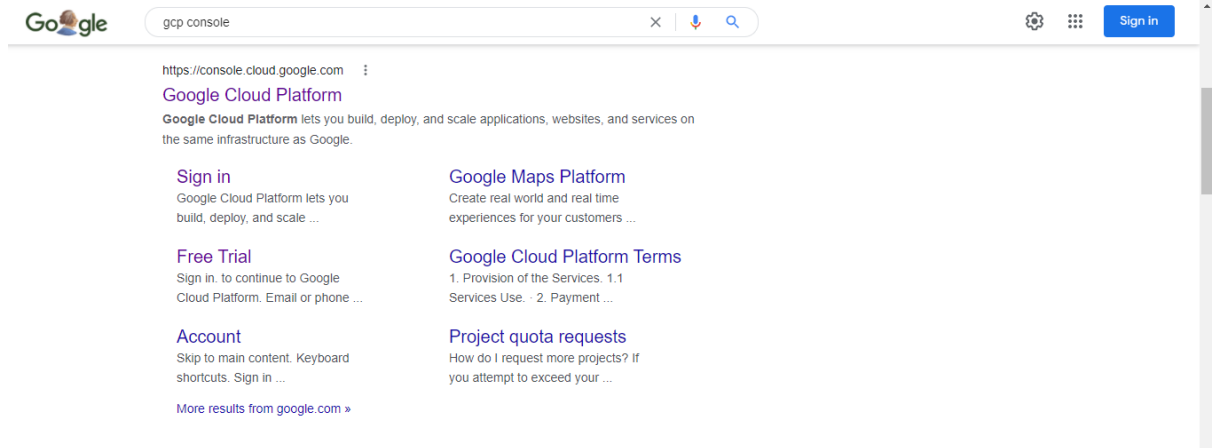 Google
gcp console
Sign in
https://console.cloud.google.com
Google Cloud Platform
Google Cloud Platform lets you build, deploy, and scale applications, websites, and services on
the same infrastructure as Google.
Sign in
Google Cloud Platform lets you
build, deploy, and scale ...
Google Maps Platform
Create real world and real time
experiences for your customers ...
Free Trial
Sign in. to continue to Google
Cloud Platform. Email or phone ...
Google Cloud Platform Terms
1. Provision of the Services. 1.1
Services Use. · 2. Payment ...
Account
Skip to main content. Keyboard
shortcuts. Sign in ...
Project quota requests
How do I request more projects? If
you attempt to exceed your ...
More results from google.com »